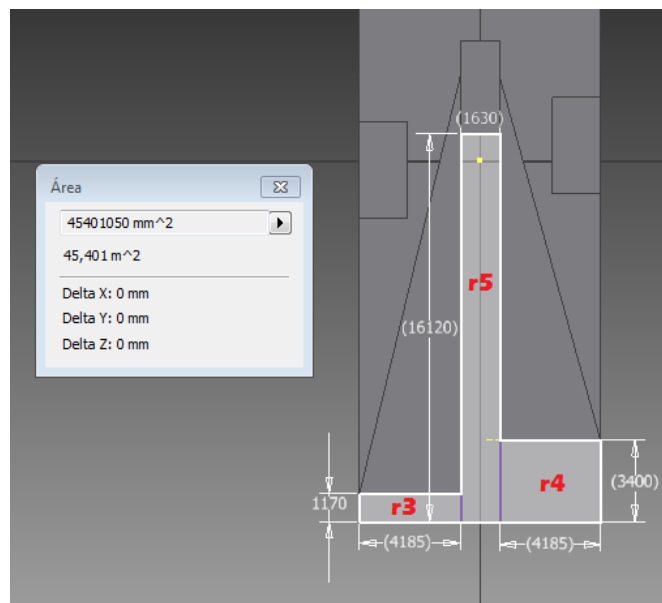 (1630)
Área
45401050 mm^2
45,401 m^2
r5
Delta X: 0 mm
Delta Y: 0 mm
(16120)
Delta Z: 0 mm
r4
(3400)
1170
r3
(4185)
(4185)